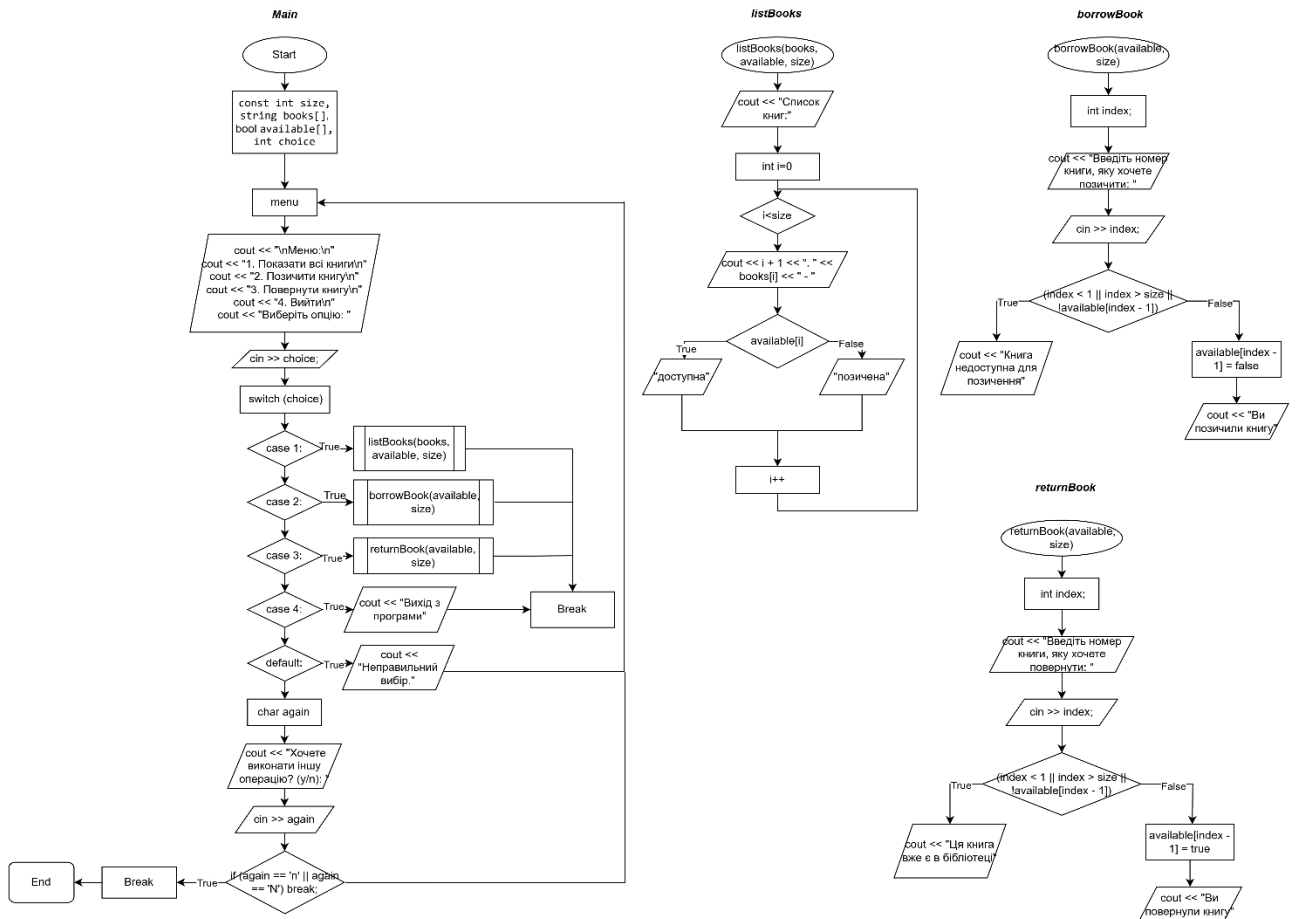 Main
Start
const int size,
string books[],
bool available[],
int choice
menu
cout << "\nМеню:\n"
cout << "1. Показати всі книги\n"
cout << "2. Позичити книгу\n"
cout << "3. Повернути книгу\n"
cout << "4. Вийти\n"
cout << "Виберіть опцію: "
cin >> choice;
switch (choice)
case 1:
True
listBooks(books,
available, size)
case 2:
True
borrowBook(available,
size)
case 3:
True
returnBook(available,
size)
case 4:
True
cout << "Вихід з
програми"
Break
default:
True
cout <<
"Неправильний
вибір."
char again
cout << "Хочете
виконати іншу
операцію? (y/n): "
cin >> again
if (again == 'n' || again
== 'N') break;
True
Break
End
listBooks
listBooks(books,
available, size)
cout << "Список
книг:"
int i=0
i<size
cout << i + 1 << ". " <<
books[i] << " - "
available[i]
True
False
"доступна"
"позичена"
i++
borrowBook
borrowBook(available,
size)
int index;
cout << "Введіть номер
книги, яку хочете
позичити: "
cin >> index;
(index < 1 || index > size ||
!available[index - 1])
True
False
cout << "Книга
недоступна для
позичення"
available[index -
1] = false
cout << "Ви
позичили книгу"
returnBook
returnBook(available,
size)
int index;
cout << "Введіть номер
книги, яку хочете
повернути: "
cin >> index;
(index < 1 || index > size ||
!available[index - 1])
True
False
cout << "Ця книга
вже є в бібліотеці"
available[index -
1] = true
cout << "Ви
повернули книгу"